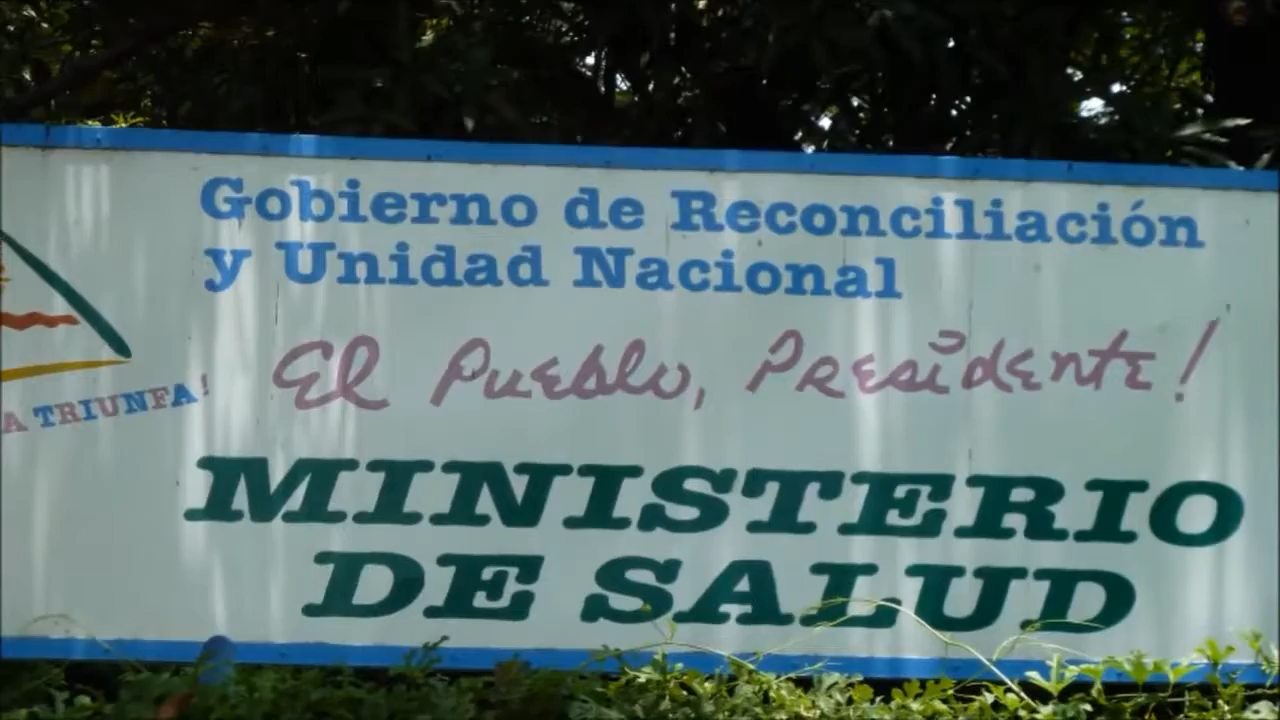 Gobierno de Reconciliación
y Unidad Nacional
El Pueblo, Presidente!
A TRIUNFA!
MINISTERIO
DE SALUD